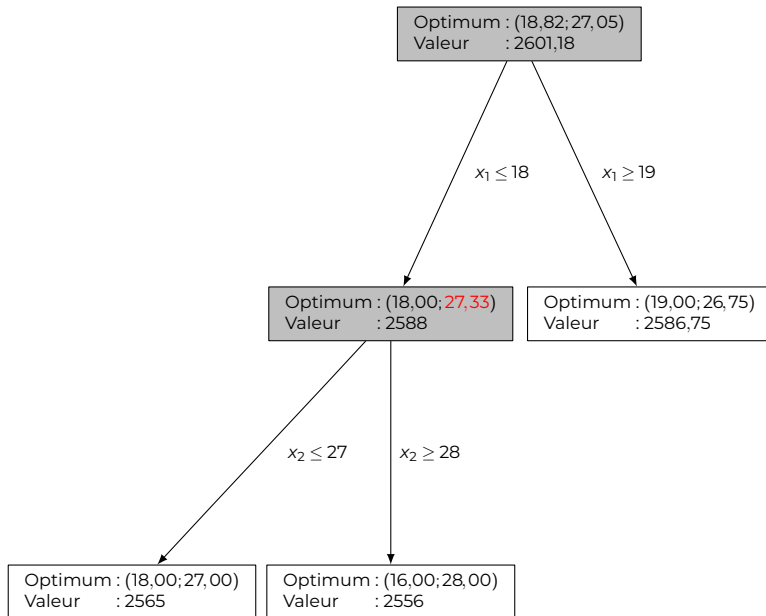 Optimum : (18,82; 27,05)
Valeur : 2601,18
x₁ ≤ 18
x₁ ≥ 19
Optimum : (18,00; 27,33)
Valeur : 2588
Optimum : (19,00; 26,75)
Valeur : 2586,75
x₂ ≤ 27
x₂ ≥ 28
Optimum : (18,00; 27,00)
Valeur : 2565
Optimum : (16,00; 28,00)
Valeur : 2556